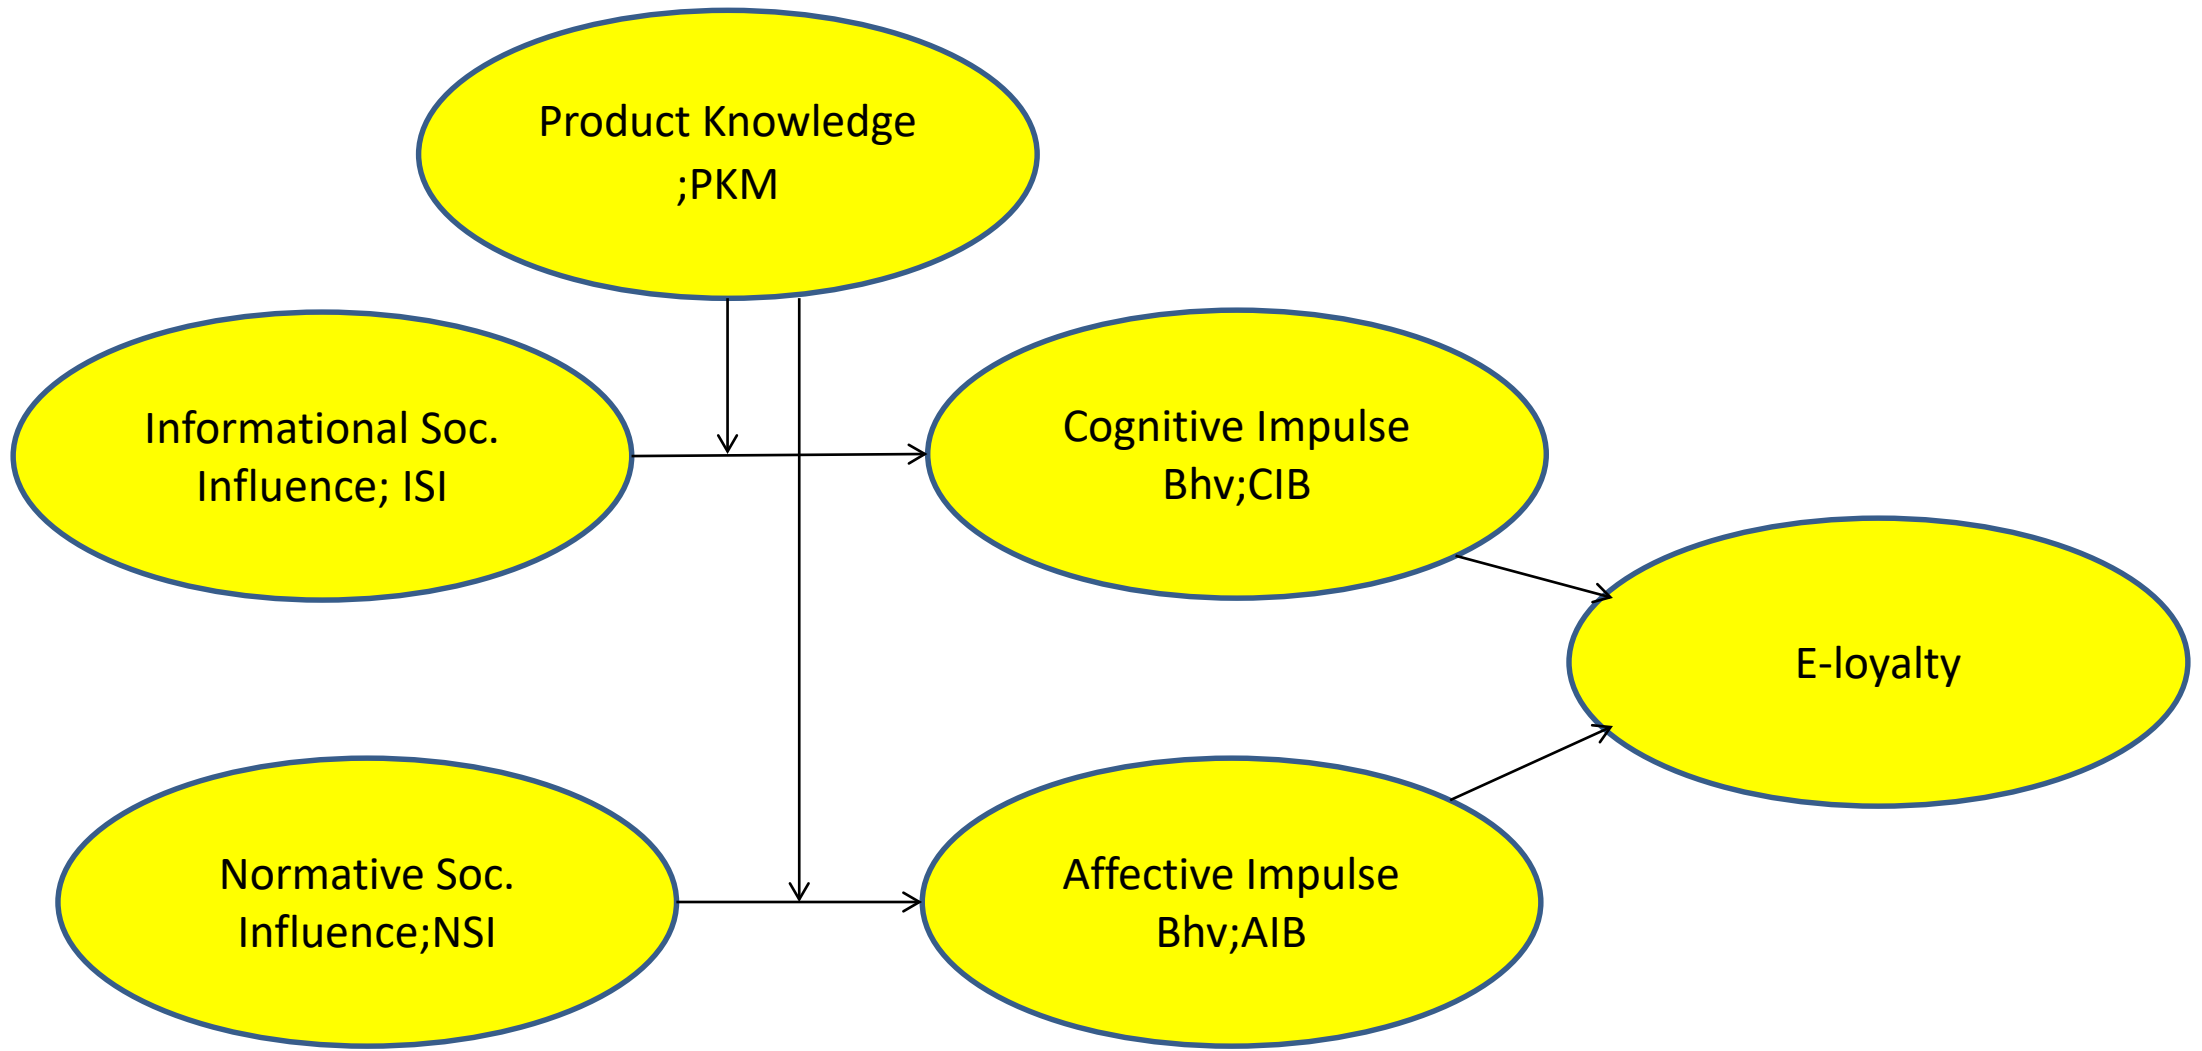 Product Knowledge
;PKM
Informational Soc.
Influence; ISI
Cognitive Impulse
Bhv;CIB
E-loyalty
Normative Soc.
Influence;NSI
Affective Impulse
Bhv;AIB